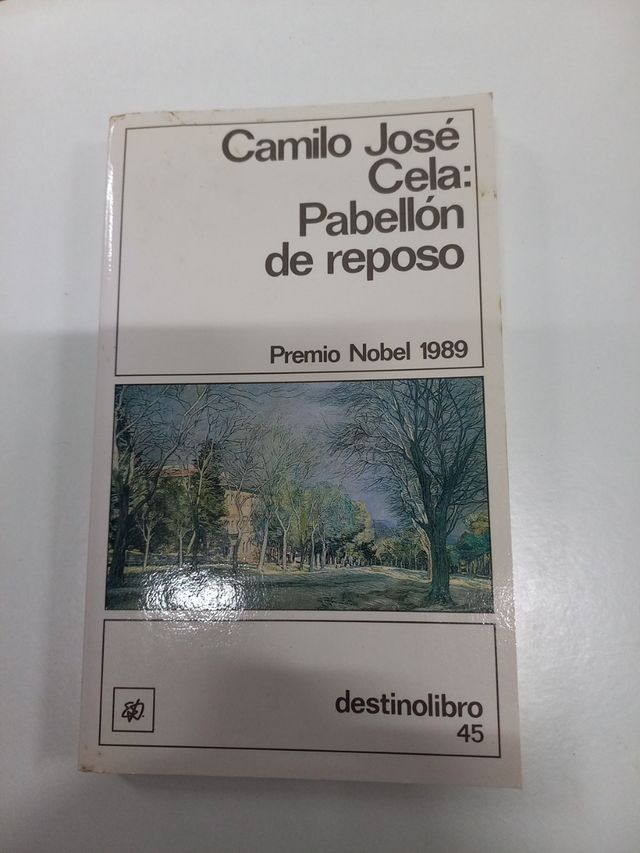 Camilo José
Cela:
Pabellón
de reposo
Premio Nobel 1989
destinolibro
45